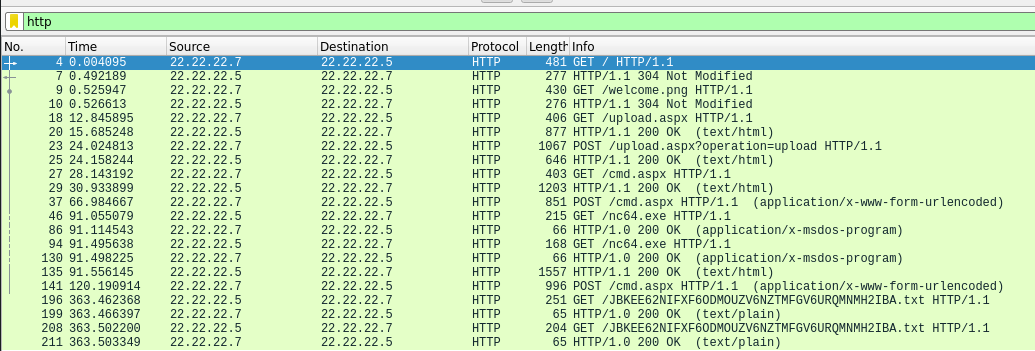 http
No. Time Source Destination Protocol Length Info
4 0.004095 22.22.22.7 22.22.22.5 HTTP 481 GET / HTTP/1.1
7 0.492189 22.22.22.5 22.22.22.7 HTTP 277 HTTP/1.1 304 Not Modified
9 0.525947 22.22.22.7 22.22.22.5 HTTP 430 GET /welcome.png HTTP/1.1
10 0.526613 22.22.22.5 22.22.22.7 HTTP 276 HTTP/1.1 304 Not Modified
18 12.845895 22.22.22.7 22.22.22.5 HTTP 406 GET /upload.aspx HTTP/1.1
20 15.685248 22.22.22.5 22.22.22.7 HTTP 877 HTTP/1.1 200 OK (text/html)
23 24.024813 22.22.22.7 22.22.22.5 HTTP 1067 POST /upload.aspx?operation=upload HTTP/1.1
25 24.158244 22.22.22.5 22.22.22.7 HTTP 646 HTTP/1.1 200 OK (text/html)
27 28.143192 22.22.22.7 22.22.22.5 HTTP 403 GET /cmd.aspx HTTP/1.1
29 30.933899 22.22.22.5 22.22.22.7 HTTP 1203 HTTP/1.1 200 OK (text/html)
37 66.984667 22.22.22.7 22.22.22.5 HTTP 851 POST /cmd.aspx HTTP/1.1 (application/x-www-form-urlencoded)
46 91.055079 22.22.22.5 22.22.22.7 HTTP 215 GET /nc64.exe HTTP/1.1
86 91.114543 22.22.22.7 22.22.22.5 HTTP 66 HTTP/1.0 200 OK (application/x-msdos-program)
94 91.495638 22.22.22.5 22.22.22.7 HTTP 168 GET /nc64.exe HTTP/1.1
130 91.498225 22.22.22.7 22.22.22.5 HTTP 66 HTTP/1.0 200 OK (application/x-msdos-program)
135 91.556145 22.22.22.5 22.22.22.7 HTTP 1557 HTTP/1.1 200 OK (text/html)
141 120.190914 22.22.22.7 22.22.22.5 HTTP 996 POST /cmd.aspx HTTP/1.1 (application/x-www-form-urlencoded)
196 363.462368 22.22.22.5 22.22.22.7 HTTP 251 GET /JBKEE62NIFXF6ODMOUZV6NZTMFGV6URQMNMH2IBA.txt HTTP/1.1
199 363.466397 22.22.22.7 22.22.22.5 HTTP 65 HTTP/1.0 200 OK (text/plain)
208 363.502200 22.22.22.5 22.22.22.7 HTTP 204 GET /JBKEE62NIFXF6ODMOUZV6NZTMFGV6URQMNMH2IBA.txt HTTP/1.1
211 363.503349 22.22.22.7 22.22.22.5 HTTP 65 HTTP/1.0 200 OK (text/plain)